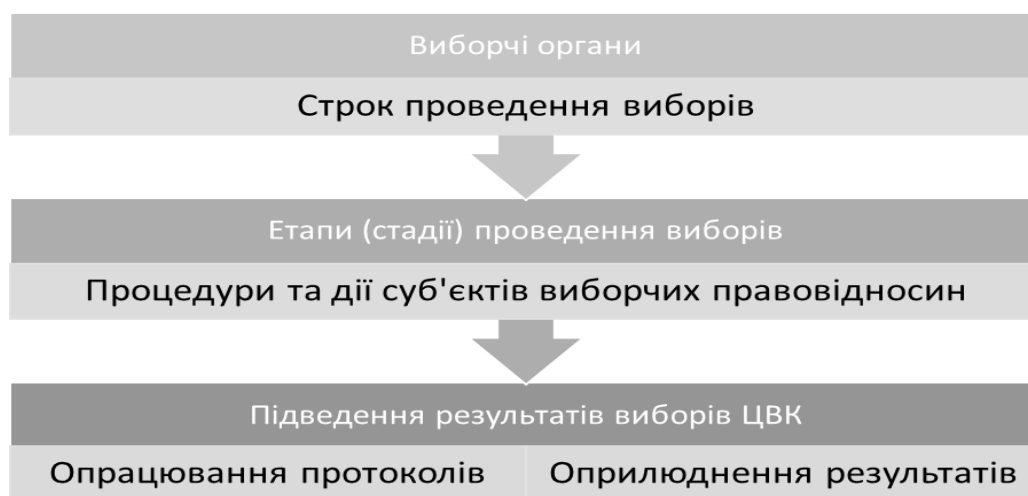 Виборчі органи
Строк проведення виборів
Етапи (стадії) проведення виборів
Процедури та дії суб'єктів виборчих правовідносин
Підведення результатів виборів ЦВК
Опрацювання протоколів
Оприлюднення результатів